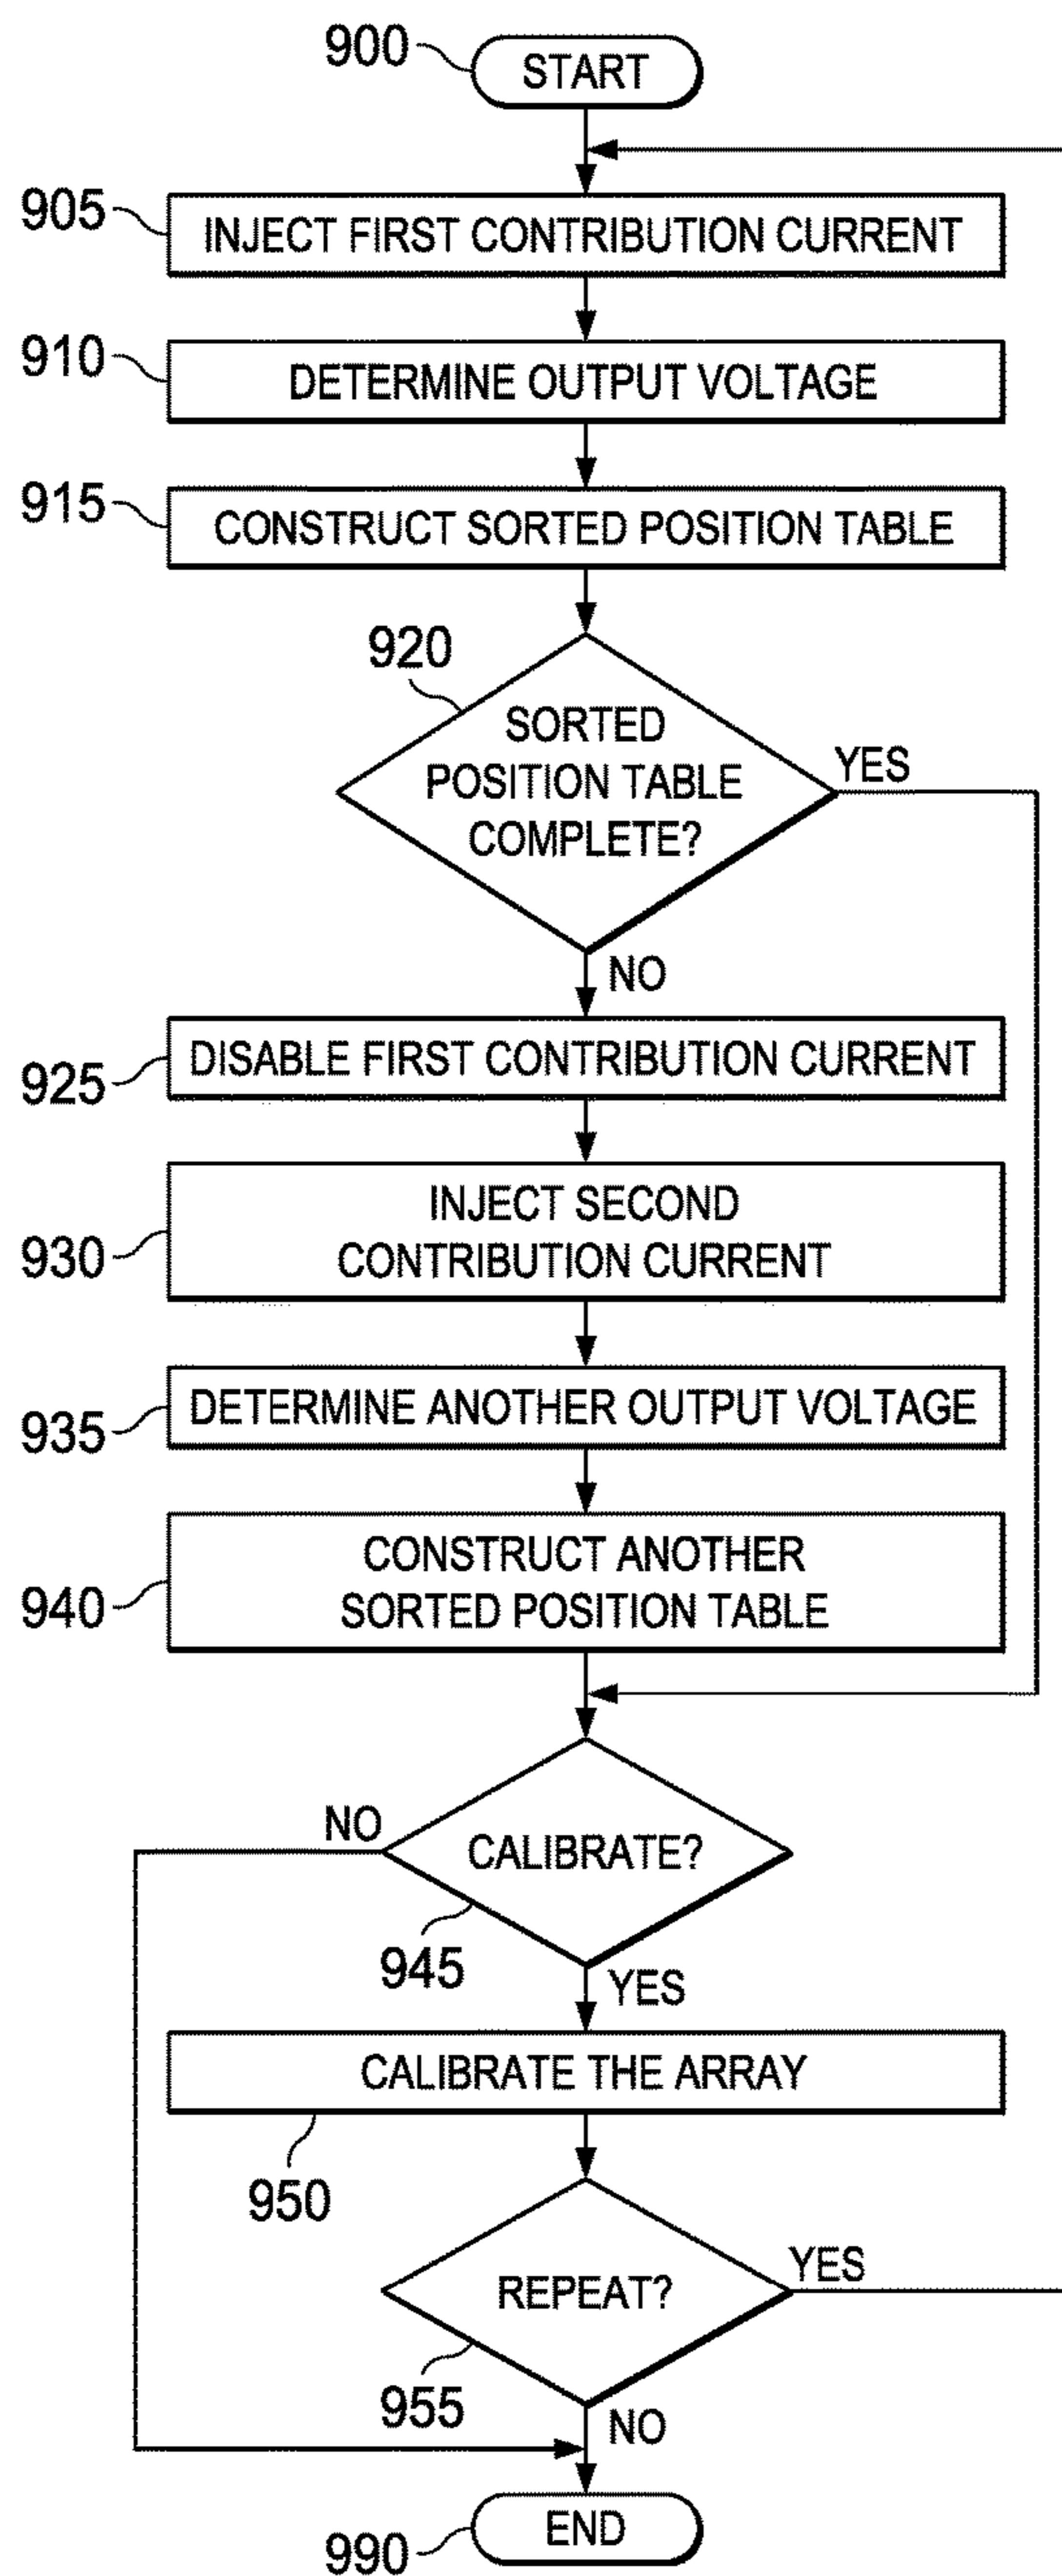 900
START
905
INJECT FIRST CONTRIBUTION CURRENT
910
DETERMINE OUTPUT VOLTAGE
915
CONSTRUCT SORTED POSITION TABLE
920
SORTED
POSITION TABLE
COMPLETE?
YES
NO
925
DISABLE FIRST CONTRIBUTION CURRENT
930
INJECT SECOND
CONTRIBUTION CURRENT
935
DETERMINE ANOTHER OUTPUT VOLTAGE
940
CONSTRUCT ANOTHER
SORTED POSITION TABLE
NO
CALIBRATE?
945
YES
CALIBRATE THE ARRAY
950
YES
REPEAT?
955
NO
END
990